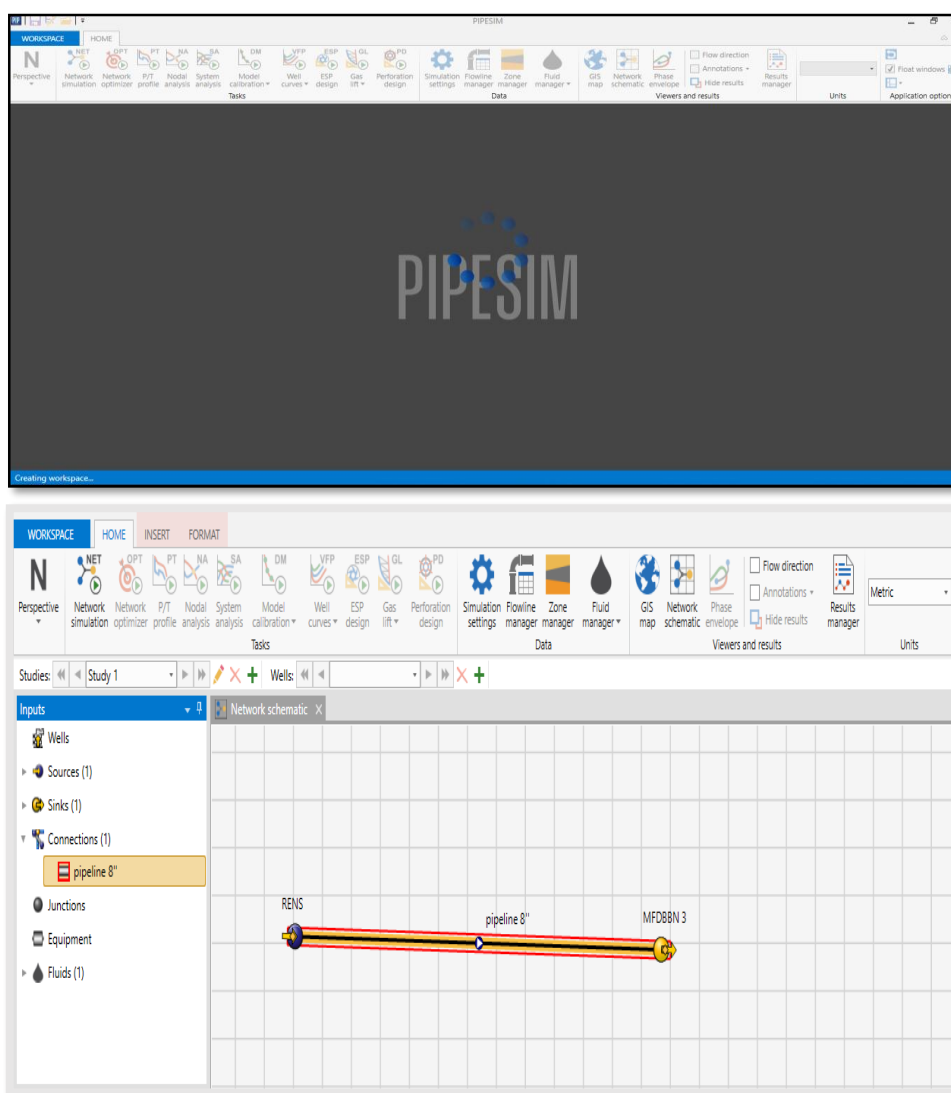 PIPESIM
WORKSPACE HOME
N NET OPT PT NA SA DM VFP ESP GL PD
Perspective Network simulation Network optimizer P/T profile Nodal analysis System analysis Model calibration Well curves ESP design Gas lift Perforation design Simulation settings Flowline manager Zone manager Fluid manager GIS map Network schematic Phase envelope Flow direction Annotations Hide results Results manager Float windows
Tasks Data Viewers and results Units Application option
PIPESIM
Creating workspace...
WORKSPACE HOME INSERT FORMAT
N NET OPT PT NA SA DM VFP ESP GL PD
Perspective Network simulation Network optimizer P/T profile Nodal analysis System analysis Model calibration Well curves ESP design Gas lift Perforation design Simulation settings Flowline manager Zone manager Fluid manager GIS map Network schematic Phase envelope Flow direction Annotations Hide results Results manager Metric
Tasks Data Viewers and results Units
Studies: Study 1 Wells:
Inputs Network schematic
Wells
Sources (1)
Sinks (1)
Connections (1)
pipeline 8"
Junctions
Equipment
Fluids (1)
RENS pipeline 8" MFDBBN 3